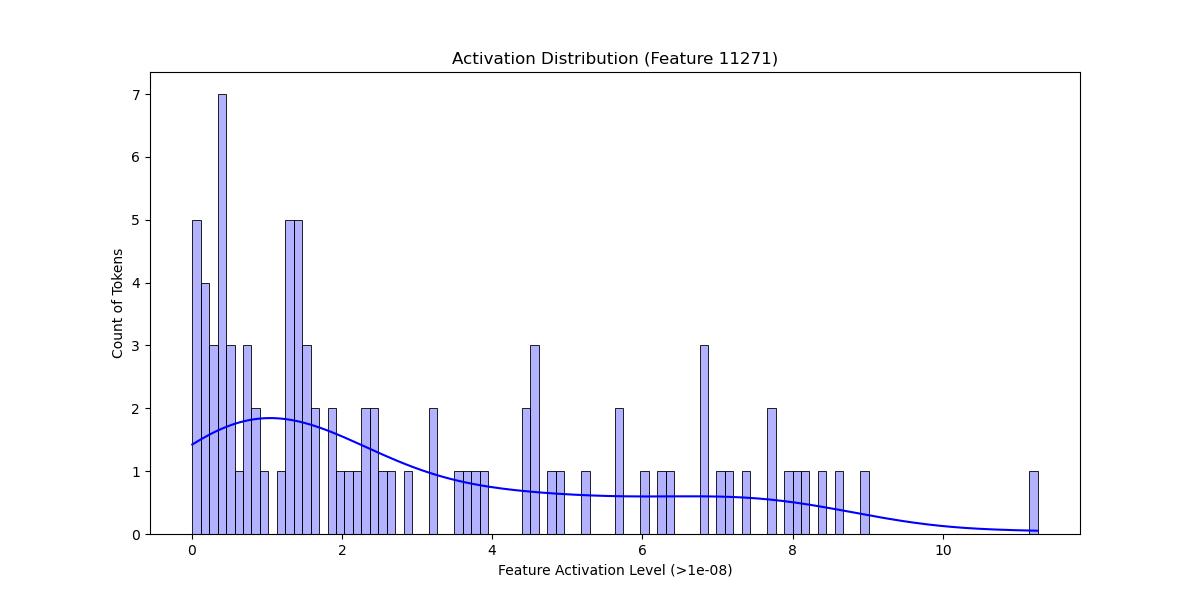 Activation Distribution (Feature 11271)
Count of Tokens
7
6
5
4
3
2
1
0
0 2 4 6 8 10
Feature Activation Level (>1e-08)